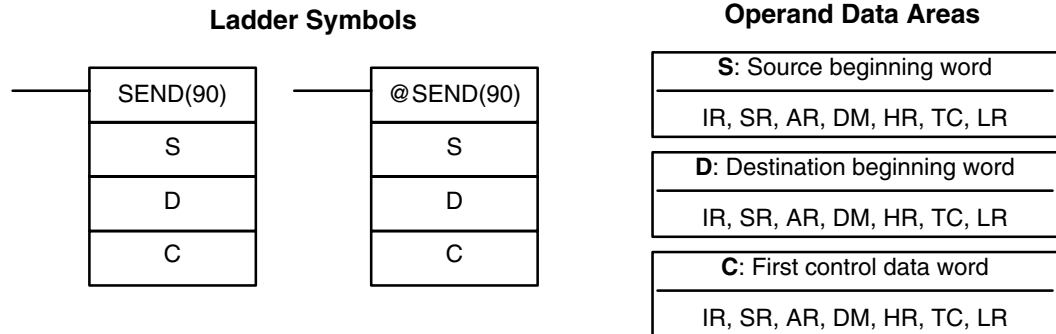 Ladder Symbols
SEND(90)
S
D
C
@SEND(90)
S
D
C
Operand Data Areas
S: Source beginning word
IR, SR, AR, DM, HR, TC, LR
D: Destination beginning word
IR, SR, AR, DM, HR, TC, LR
C: First control data word
IR, SR, AR, DM, HR, TC, LR